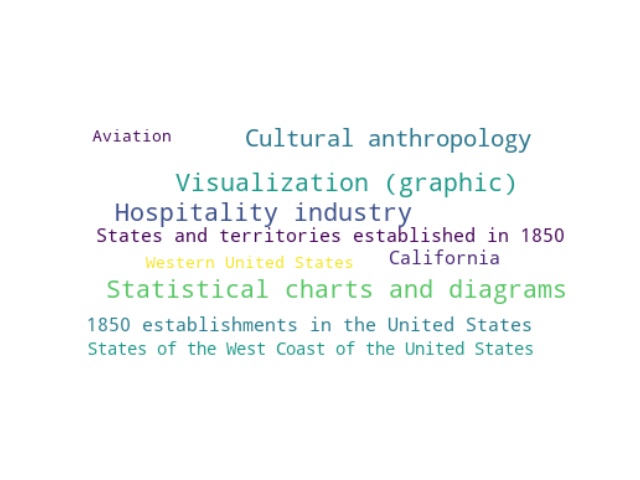 Aviation
Cultural anthropology
Visualization (graphic)
Hospitality industry
States and territories established in 1850
Western United States
California
Statistical charts and diagrams
1850 establishments in the United States
States of the West Coast of the United States